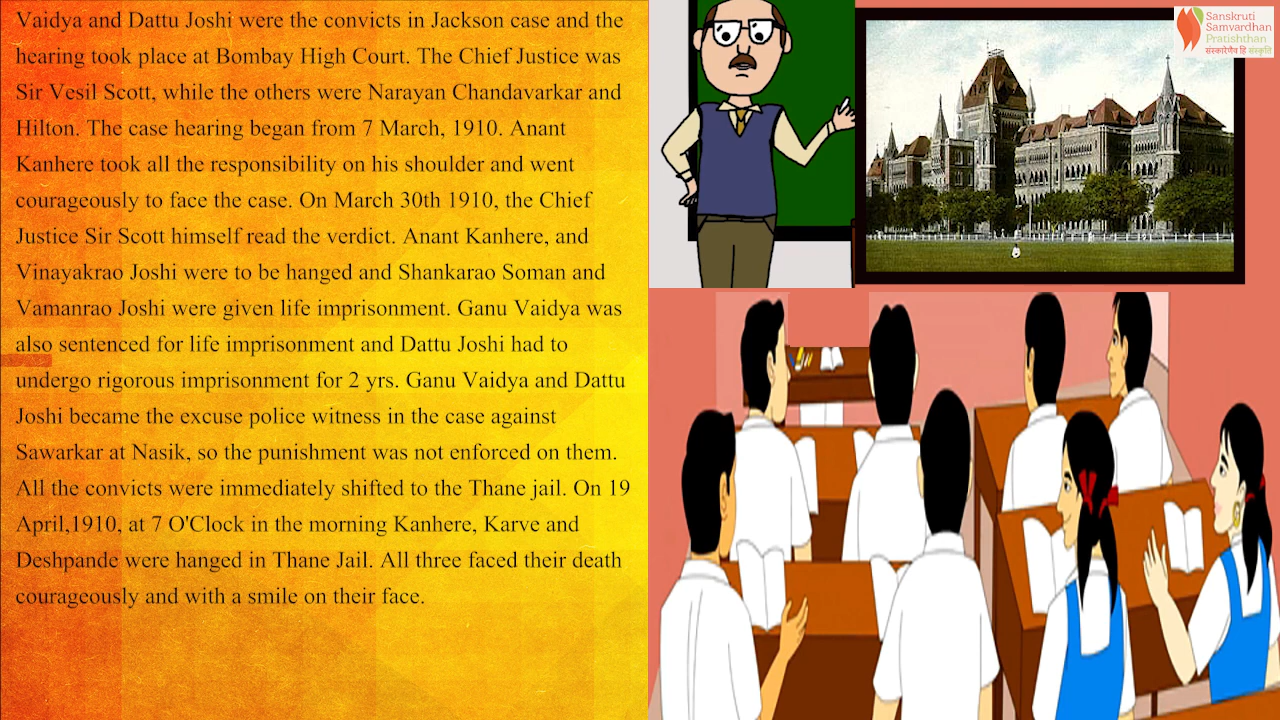 Vaidya and Dattu Joshi were the convicts in Jackson case and the
hearing took place at Bombay High Court. The Chief Justice was
Sir Vesil Scott, while the others were Narayan Chandavarkar and
Hilton. The case hearing began from 7 March, 1910. Anant
Kanhere took all the responsibility on his shoulder and went
courageously to face the case. On March 30th 1910, the Chief
Justice Sir Scott himself read the verdict. Anant Kanhere, and
Vinayakrao Joshi were to be hanged and Shankarao Soman and
Vamanrao Joshi were given life imprisonment. Ganu Vaidya was
also sentenced for life imprisonment and Dattu Joshi had to
undergo rigorous imprisonment for 2 yrs. Ganu Vaidya and Dattu
Joshi became the excuse police witness in the case against
Sawarkar at Nasik, so the punishment was not enforced on them.
All the convicts were immediately shifted to the Thane jail. On 19
April,1910, at 7 O'Clock in the morning Kanhere, Karve and
Deshpande were hanged in Thane Jail. All three faced their death
courageously and with a smile on their face.
Sanskruti
Samvardhan
Pratishthan
संस्कारेणैव हि संस्कृति